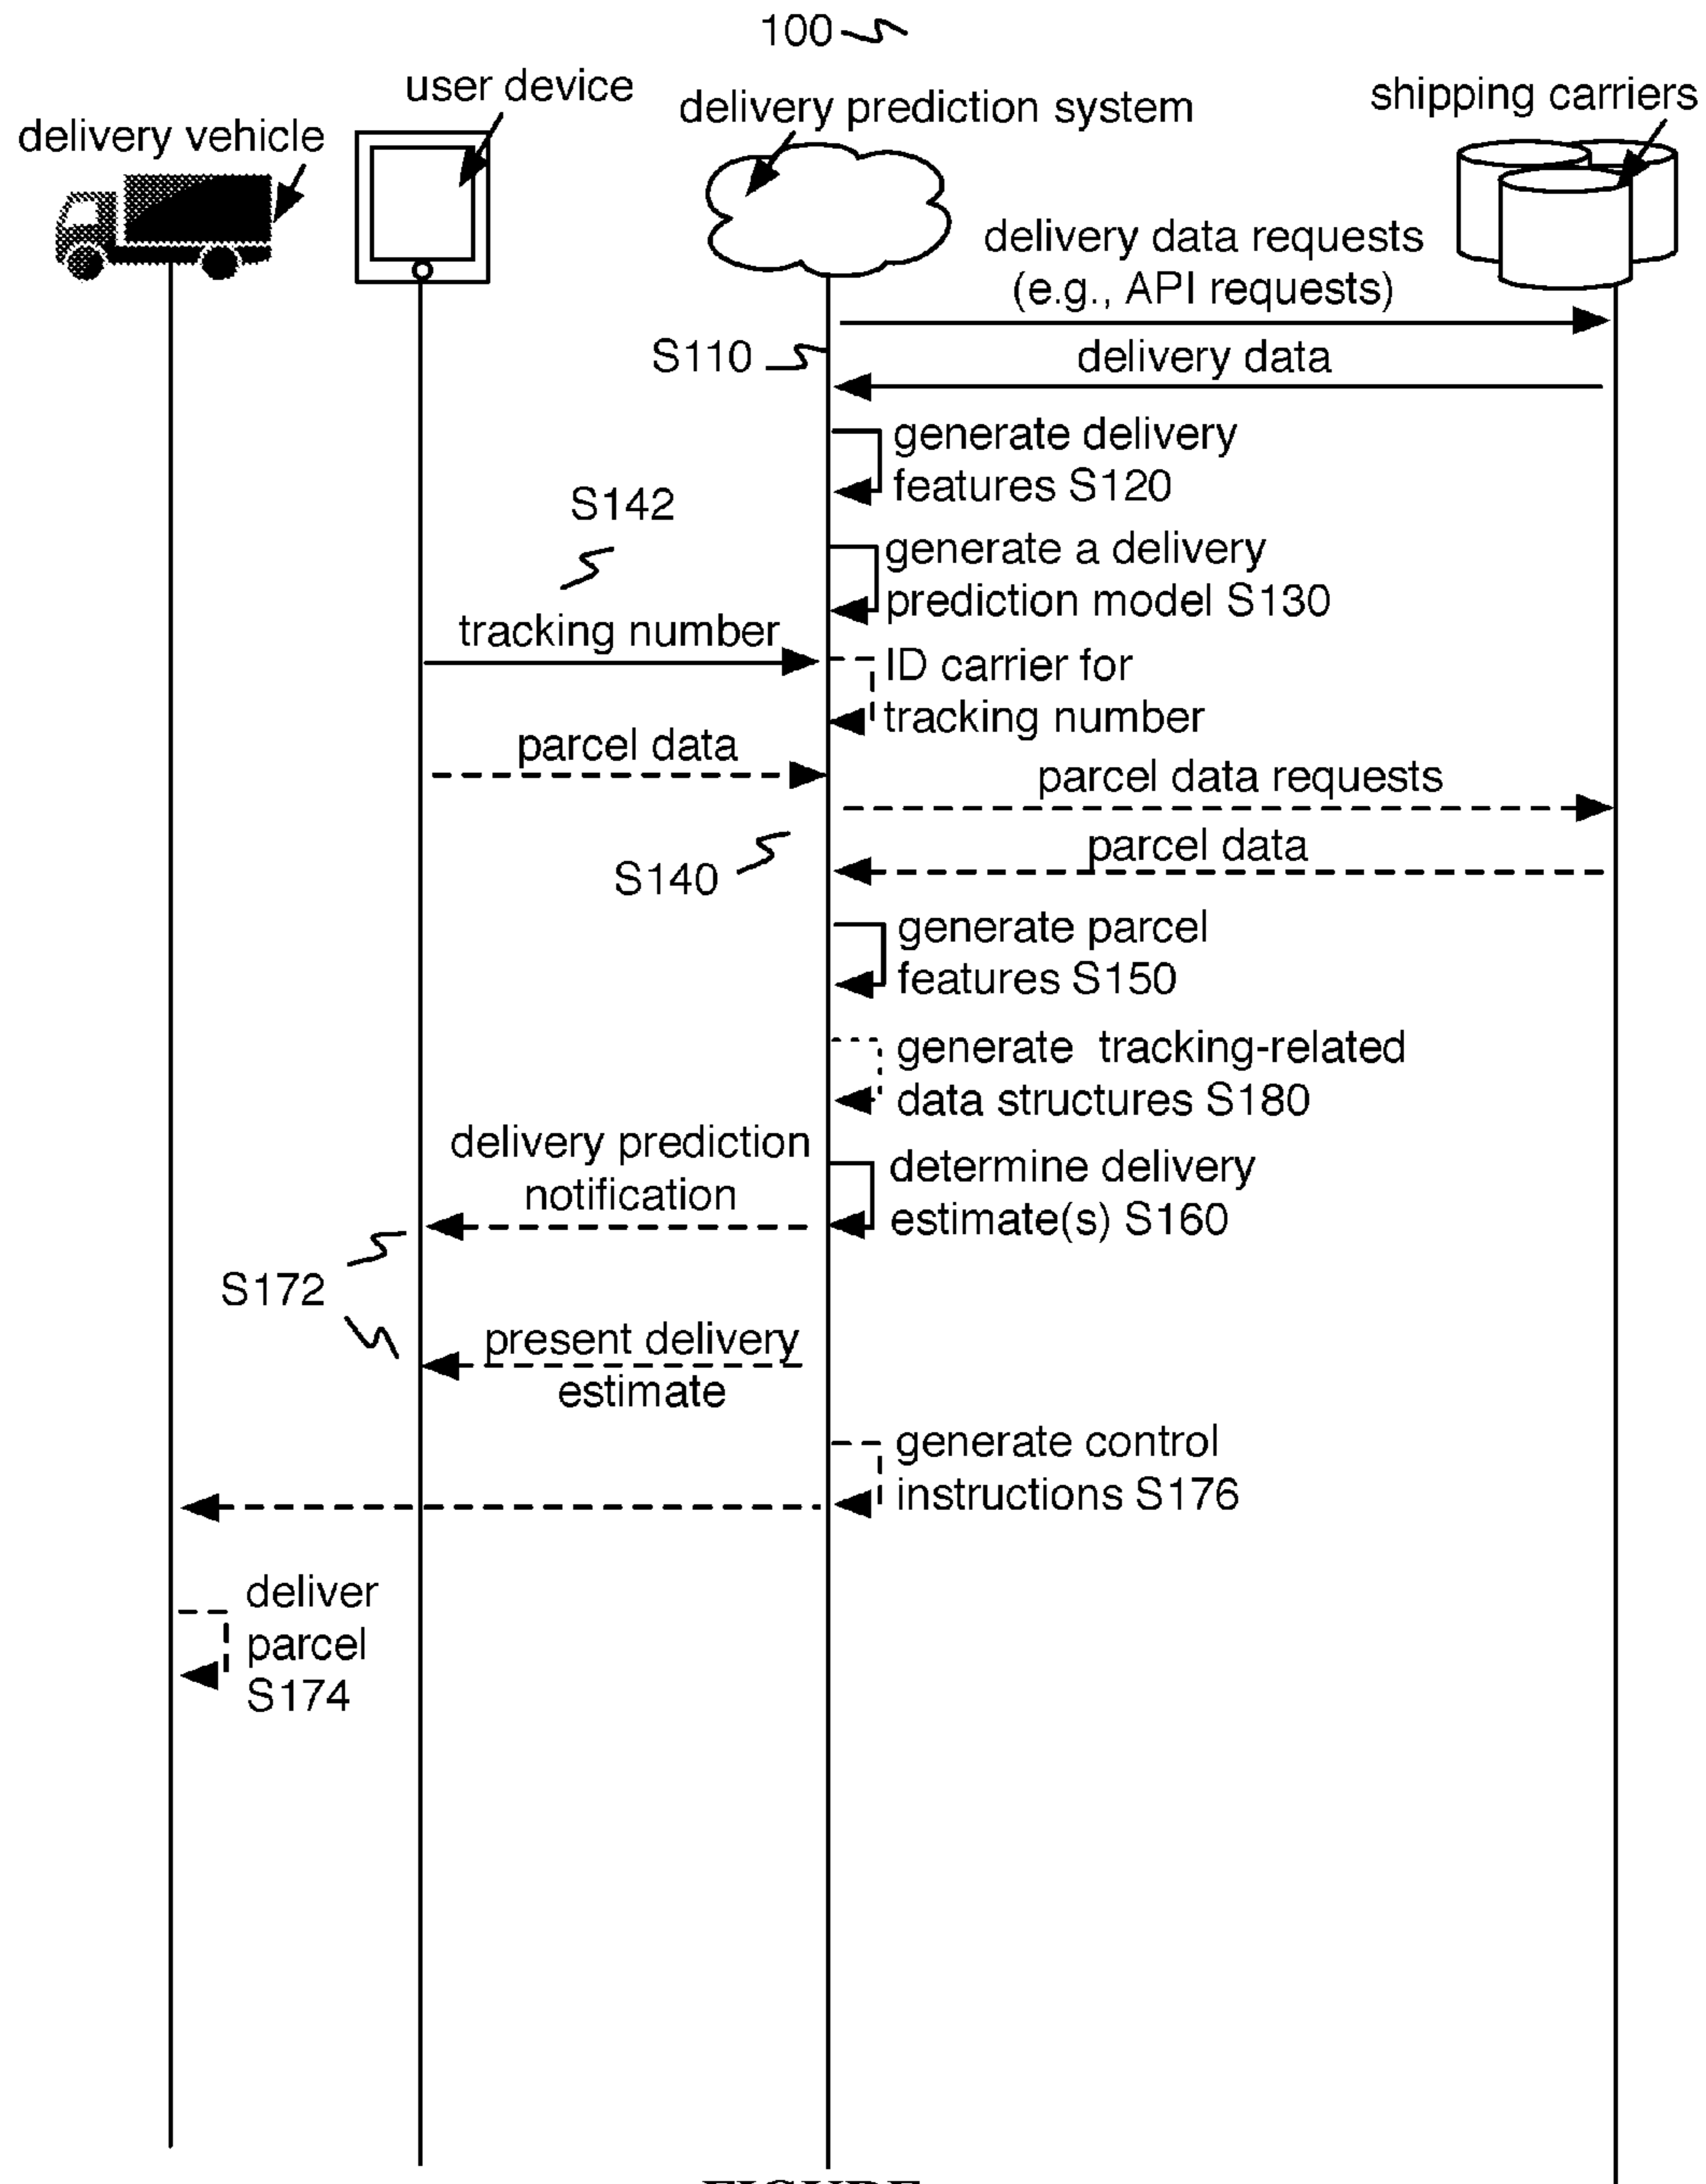 100
user device
delivery prediction system
shipping carriers
delivery vehicle
delivery data requests
(e.g., API requests)
S110
delivery data
generate delivery
features S120
S142
generate a delivery
prediction model S130
tracking number
ID carrier for
tracking number
parcel data
parcel data requests
S140
parcel data
generate parcel
features S150
generate tracking-related
data structures S180
delivery prediction
notification
determine delivery
estimate(s) S160
S172
present delivery
estimate
generate control
instructions S176
deliver
parcel
S174
FIGURE